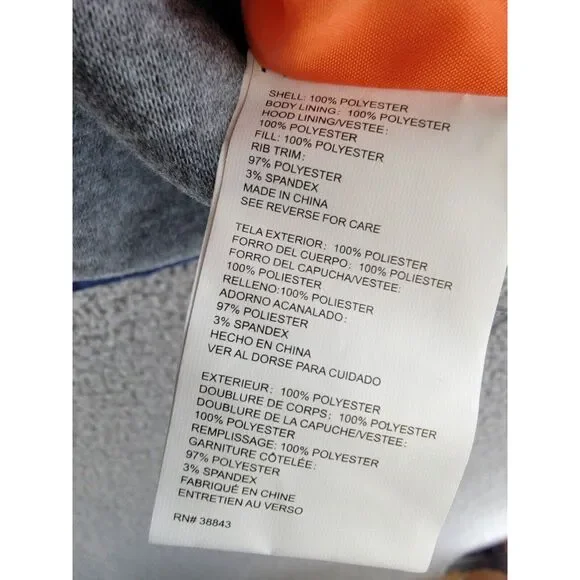 SHELL: 100% POLYESTER
BODY LINING: 100% POLYESTER
HOOD LINING/VESTEE:
100% POLYESTER
FILL: 100% POLYESTER
RIB TRIM:
97% POLYESTER
3% SPANDEX
MADE IN CHINA
SEE REVERSE FOR CARE
TELA EXTERIOR: 100% POLIESTER
FORRO DEL CUERPO: 100% POLIESTER
FORRO DEL CAPUCHA/VESTEE:
100% POLIESTER
RELLENO:100% POLIESTER
ADORNO ACANALADO:
97% POLIESTER
3% SPANDEX
HECHO EN CHINA
VER AL DORSE PARA CUIDADO
EXTERIEUR: 100% POLYESTER
DOUBLURE DE CORPS: 100% POLYESTER
DOUBLURE DE LA CAPUCHE/VESTEE:
100% POLYESTER
REMPLISSAGE: 100% POLYESTER
GARNITURE CÔTELÉE:
97% POLYESTER
3% SPANDEX
FABRIQUÉ EN CHINE
ENTRETIEN AU VERSO
RN# 38843